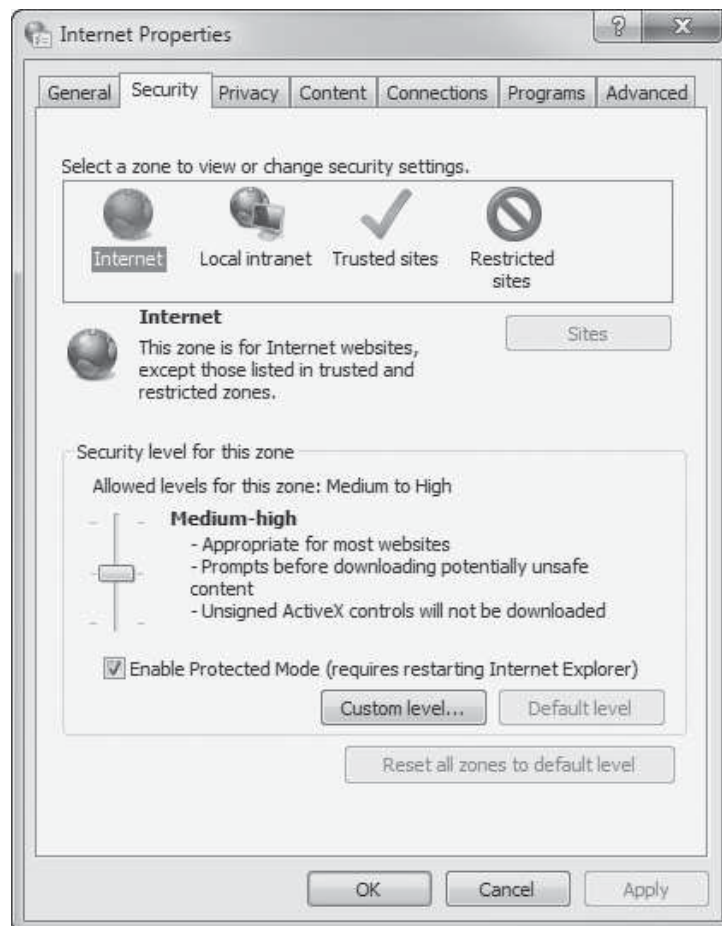 Internet Properties
?
X
General Security Privacy Content Connections Programs Advanced
Select a zone to view or change security settings.
Internet Local intranet Trusted sites Restricted
sites
Internet
Sites
This zone is for Internet websites,
except those listed in trusted and
restricted zones.
Security level for this zone
Allowed levels for this zone: Medium to High
Medium-high
- Appropriate for most websites
- Prompts before downloading potentially unsafe
content
- Unsigned ActiveX controls will not be downloaded
Enable Protected Mode (requires restarting Internet Explorer)
Custom level... Default level
Reset all zones to default level
OK Cancel Apply